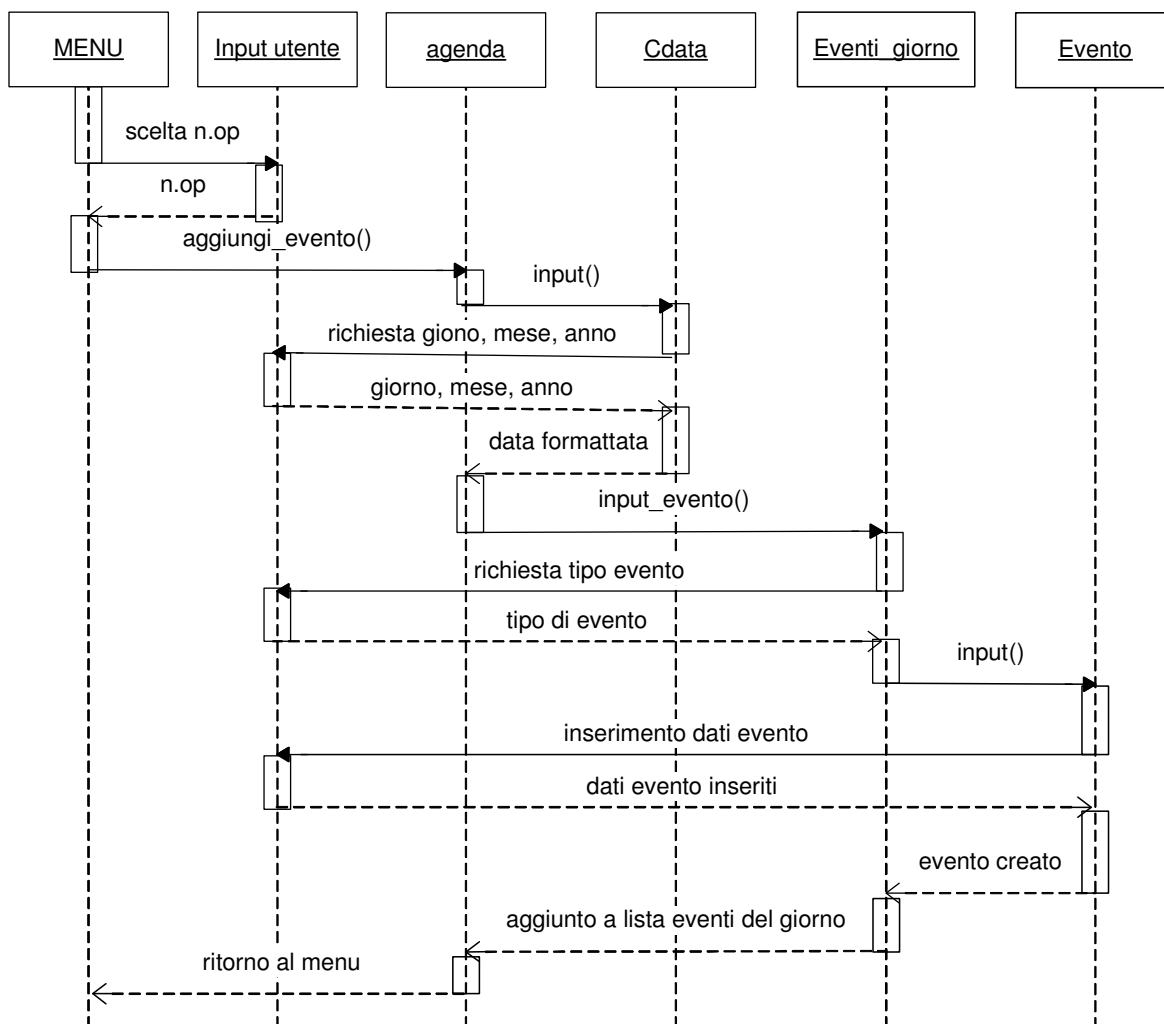 MENU
Input utente
agenda
Cdata
Eventi_giorno
Evento
scelta n.op
n.op
aggiungi_evento()
input()
richiesta giono, mese, anno
giorno, mese, anno
data formattata
input_evento()
richiesta tipo evento
tipo di evento
input()
inserimento dati evento
dati evento inseriti
evento creato
aggiunto a lista eventi del giorno
ritorno al menu